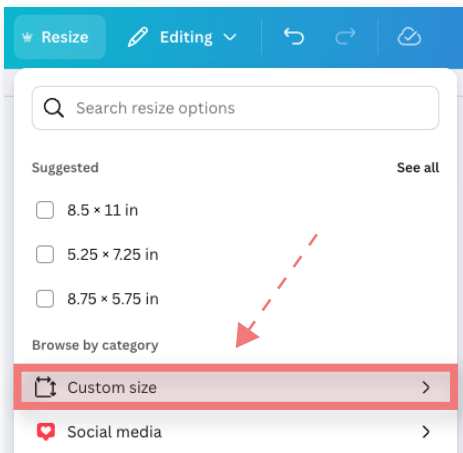 Resize Editing
Search resize options
Suggested See all
8.5 × 11 in
5.25 × 7.25 in
8.75 × 5.75 in
Browse by category
Custom size
Social media